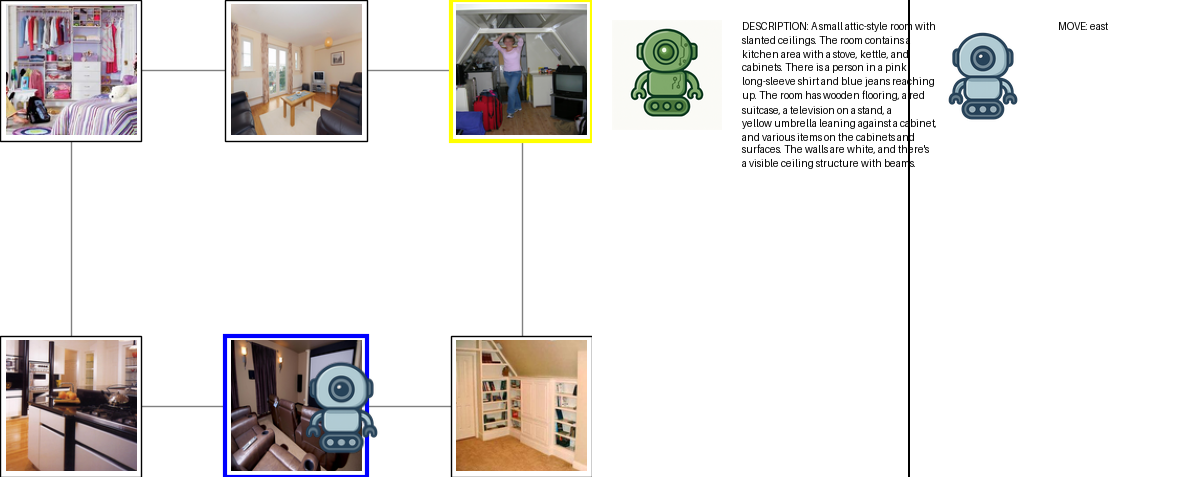 DESCRIPTION: A small attic-style room with
slanted ceilings. The room contains a
kitchen area with a stove, kettle, and
cabinets. There is a person in a pink
long-sleeve shirt and blue jeans reaching
up. The room has wooden flooring, a red
suitcase, a television on a stand, a
yellow umbrella leaning against a cabinet,
and various items on the cabinets and
surfaces. The walls are white, and there's
a visible ceiling structure with beams.
MOVE: east